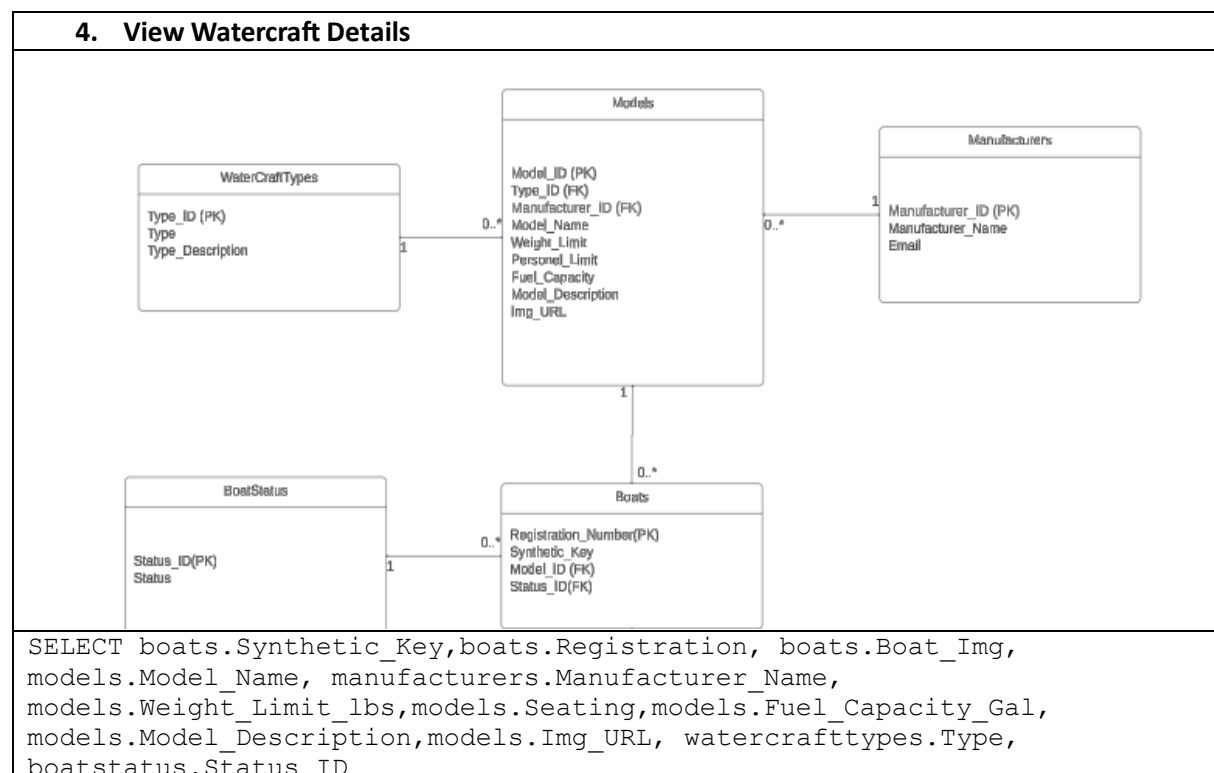 4. View Watercraft Details
Models
Model_ID (PK)
Type_ID (FK)
Manufacturer_ID (FK)
Model_Name
Weight_Limit
Personel_Limit
Fuel_Capacity
Model_Description
Img_URL
Manufacturers
Manufacturer_ID (PK)
Manufacturer_Name
Email
WaterCraftTypes
Type_ID (PK)
Type
Type_Description
1
0..*
0..*
1
1
0..*
BoatStatus
Status_ID(PK)
Status
1
0..*
Boats
Registration_Number(PK)
Synthetic_Key
Model_ID (FK)
Status_ID(FK)
SELECT boats.Synthetic_Key,boats.Registration, boats.Boat_Img,
models.Model_Name, manufacturers.Manufacturer_Name,
models.Weight_Limit_lbs,models.Seating,models.Fuel_Capacity_Gal,
models.Model_Description,models.Img_URL, watercrafttypes.Type,
boatstatus.Status_ID